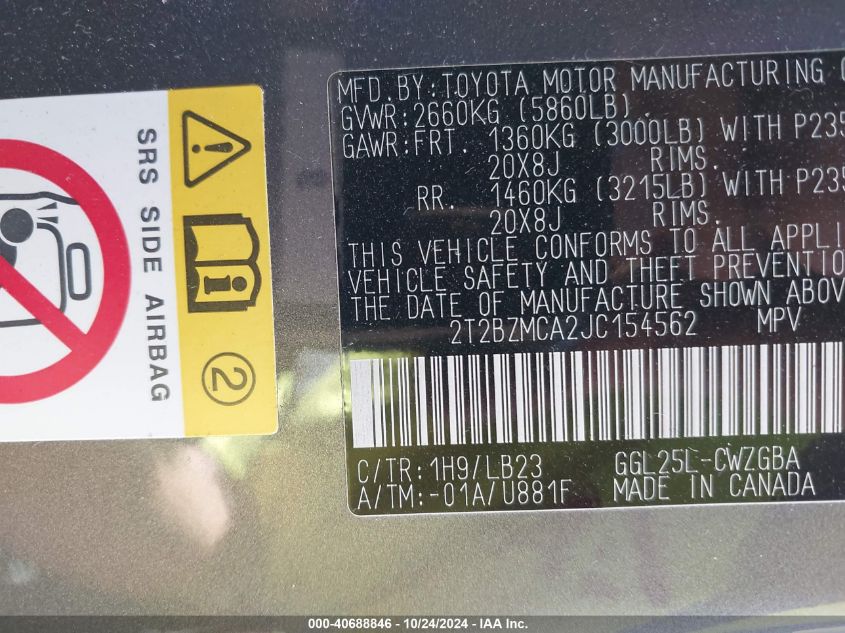 SRS SIDE AIRBAG
2
MFD. BY: TOYOTA MOTOR MANUFACTURING
GVWR: 2660KG (5860LB).
GAWR: FRT. 1360KG (3000LB) WITH P235
20X8J RIMS.
RR. 1460KG (3215LB) WITH P235
20X8J RIMS.
THIS VEHICLE CONFORMS TO ALL APPLI
VEHICLE SAFETY AND THEFT PREVENTION
THE DATE OF MANUFACTURE SHOWN ABOV
2T2BZMCA2JC154562 MPV
C/TR: 1H9/LB23 GGL25L-CWZGBA
A/TM: -01A/U881F MADE IN CANADA
000-40688846 - 10/24/2024 - IAA Inc.